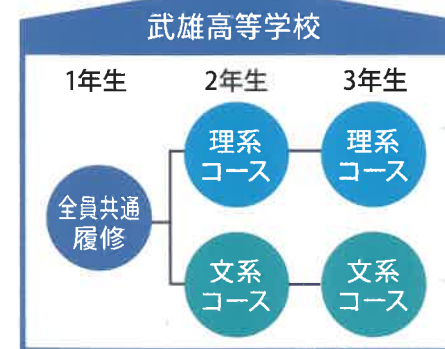 武雄高等学校
1年生 2年生 3年生
全員共通
履修
理系
コース
理系
コース
文系
コース
文系
コース